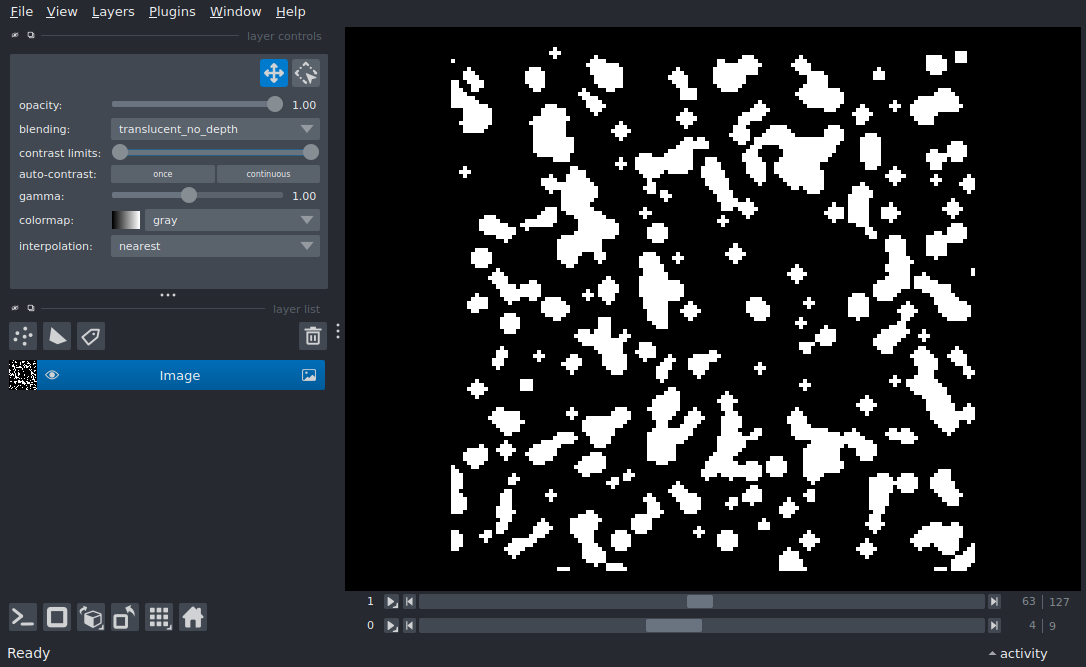 File View Layers Plugins Window Help
layer controls
opacity: 1.00
blending: translucent_no_depth
contrast limits:
auto-contrast: once continuous
gamma: 1.00
colormap: gray
interpolation: nearest
layer list
Image
1 63 127
0 4 9
Ready activity